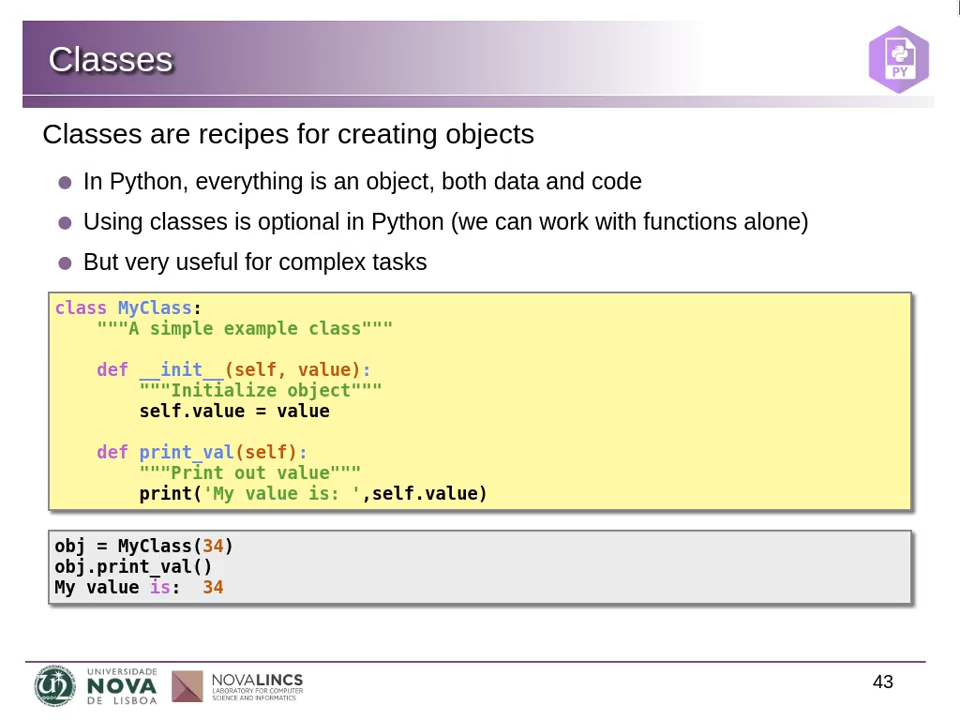 Classes
PY
Classes are recipes for creating objects
In Python, everything is an object, both data and code
Using classes is optional in Python (we can work with functions alone)
But very useful for complex tasks
class MyClass:
    """A simple example class"""
    def __init__(self, value):
        """Initialize object"""
        self.value = value
    def print_val(self):
        """Print out value"""
        print('My value is: ',self.value)
obj = MyClass(34)
obj.print_val()
My value is:  34
UNIVERSIDADE
NOVA
DE LISBOA
NOVALINCS
LABORATORY FOR COMPUTER
SCIENCE AND INFORMATICS
43